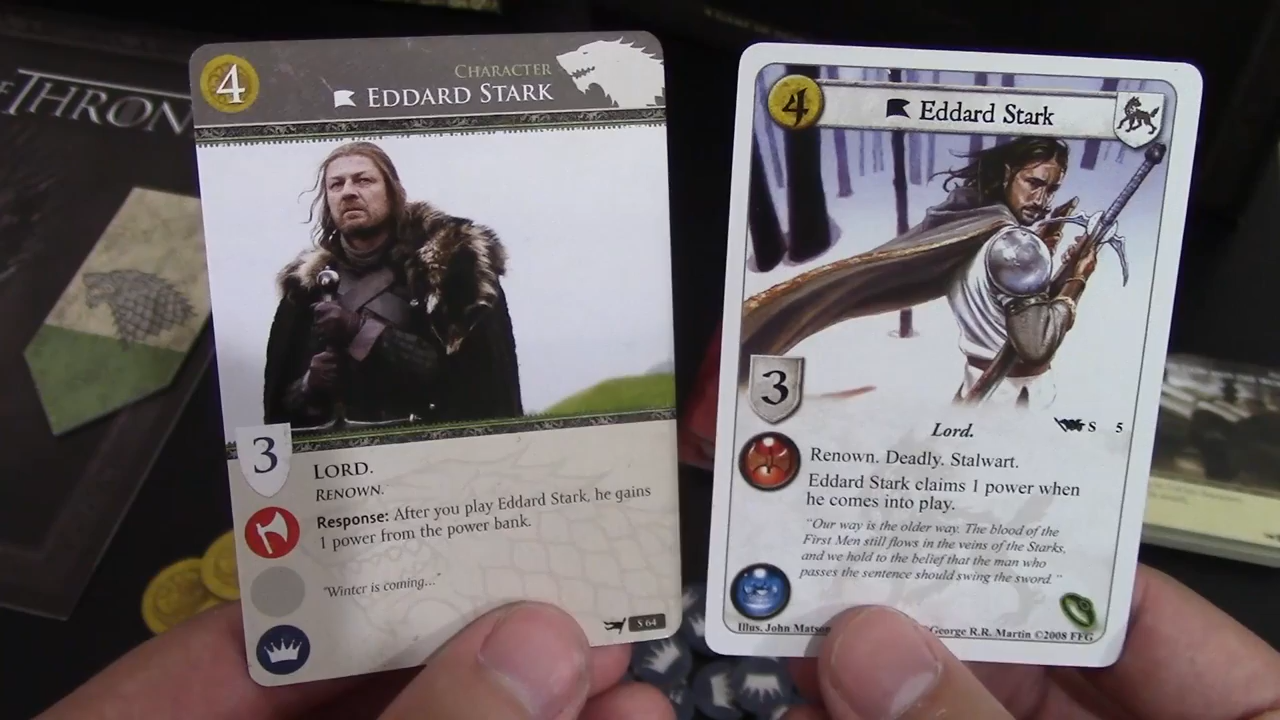 THRON
4
CHARACTER
EDDARD STARK
3
LORD.
RENOWN.
Response: After you play Eddard Stark, he gains
1 power from the power bank.
"Winter is coming..."
S 64
4
Eddard Stark
3
Lord.
S 5
Renown. Deadly. Stalwart.
Eddard Stark claims 1 power when
he comes into play.
"Our way is the older way. The blood of the
First Men still flows in the veins of the Starks,
and we hold to the belief that the man who
passes the sentence should swing the sword."
Illus. John Matso George R.R. Martin ©2008 FFG